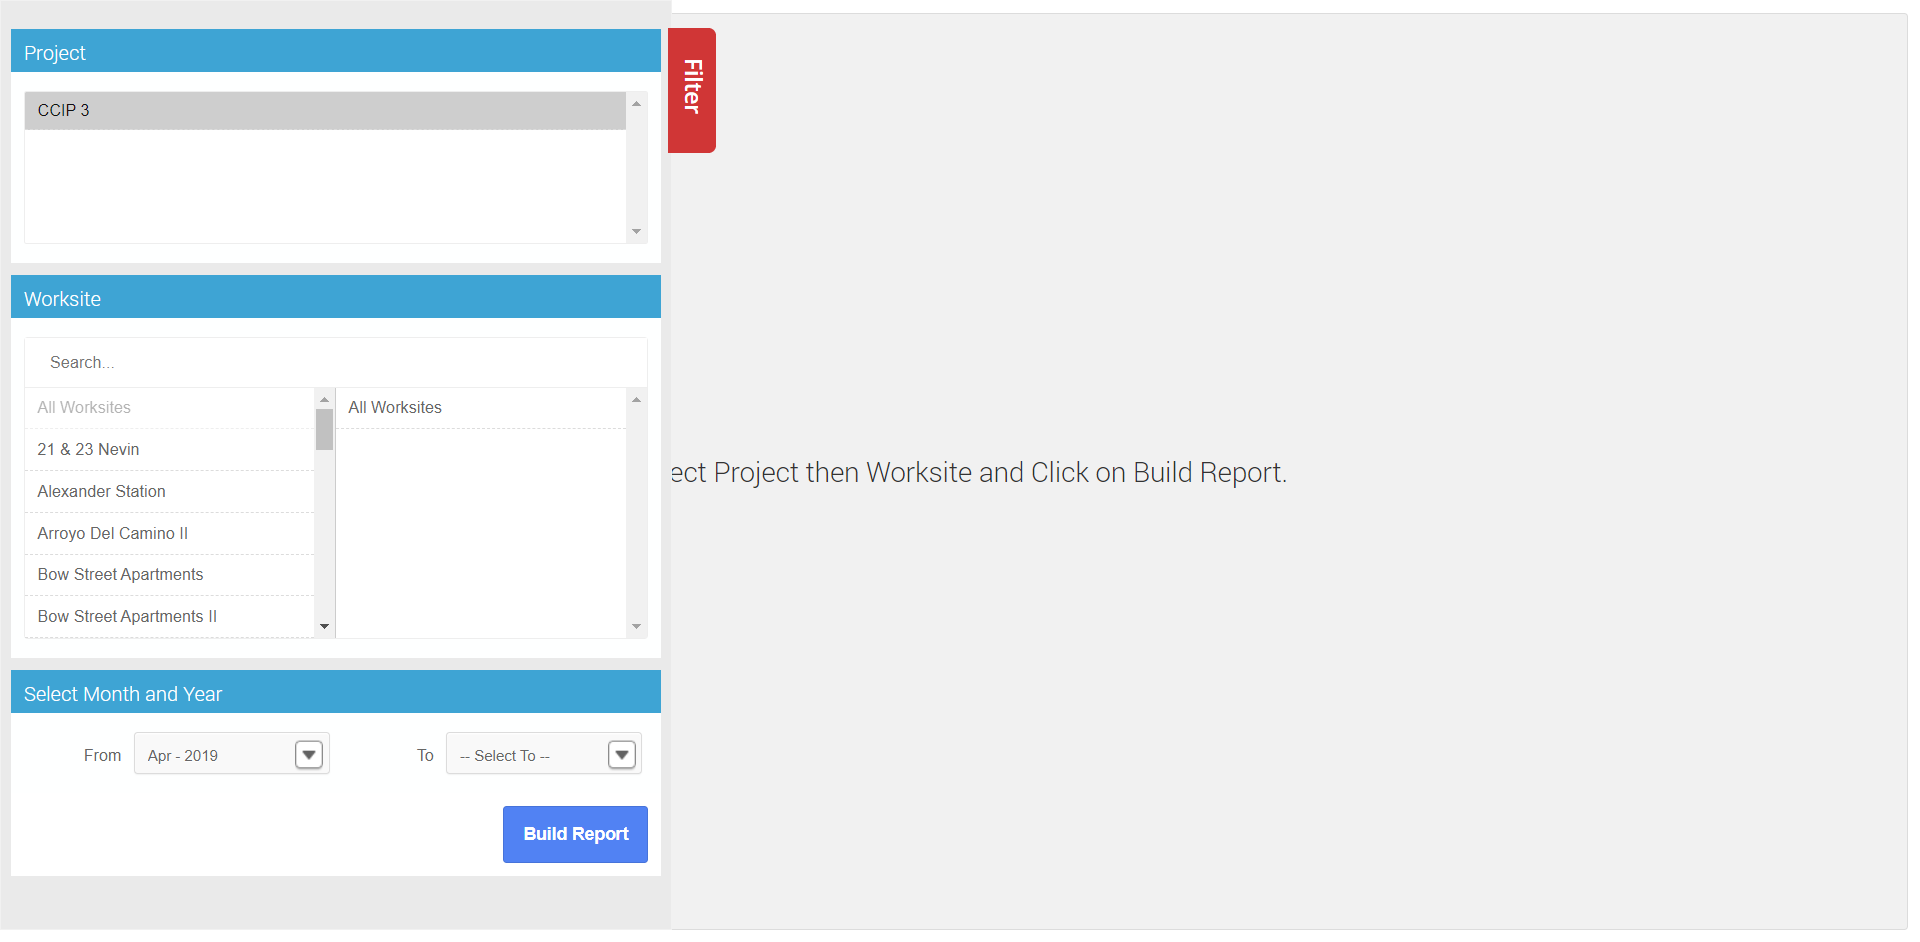 Project
CCIP 3
Filter
Worksite
Search...
All Worksites
21 & 23 Nevin
Alexander Station
Arroyo Del Camino II
Bow Street Apartments
Bow Street Apartments II
All Worksites
ect Project then Worksite and Click on Build Report.
Select Month and Year
From Apr - 2019 To -- Select To --
Build Report